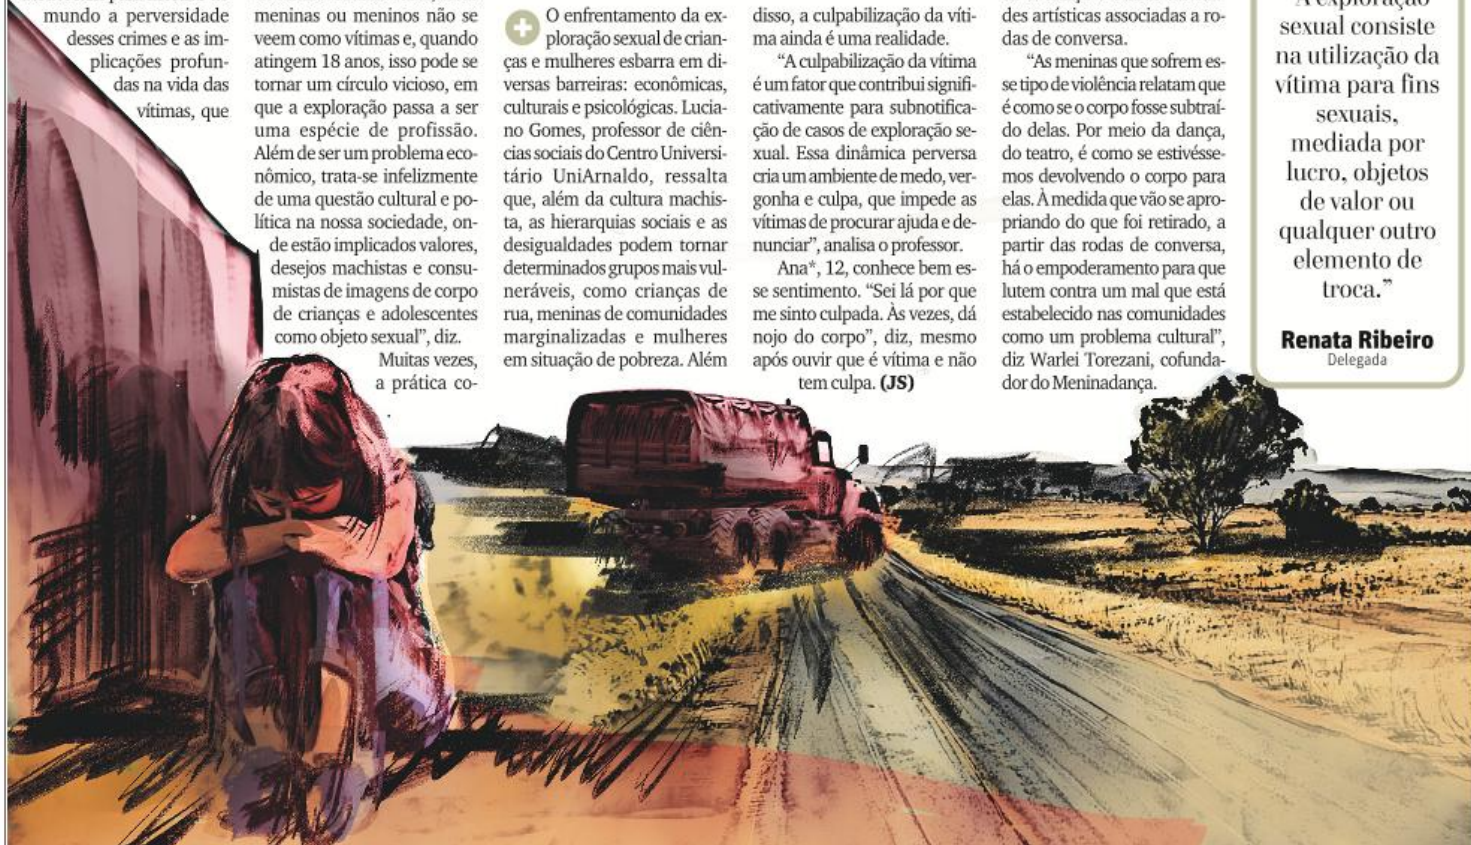 mundo a perversidade
desses crimes e as im-
plicações profun-
das na vida das
vítimas, que
meninas ou meninos não se
veem como vítimas e, quando
atingem 18 anos, isso pode se
tornar um círculo vicioso, em
que a exploração passa a ser
uma espécie de profissão.
Além de ser um problema eco-
nômico, trata-se infelizmente
de uma questão cultural e po-
lítica na nossa sociedade, on-
de estão implicados valores,
desejos machistas e consu-
mistas de imagens de corpo
de crianças e adolescentes
como objeto sexual”, diz.
Muitas vezes,
a prática co-
O enfrentamento da ex-
ploração sexual de crian-
ças e mulheres esbarra em di-
versas barreiras: econômicas,
culturais e psicológicas. Lucia-
no Gomes, professor de ciên-
cias sociais do Centro Universi-
tário UniArnaldo, ressalta
que, além da cultura machis-
ta, as hierarquias sociais e as
desigualdades podem tornar
determinados grupos mais vul-
neráveis, como crianças de
rua, meninas de comunidades
marginalizadas e mulheres
em situação de pobreza. Além
disso, a culpabilização da víti-
ma ainda é uma realidade.
“A culpabilização da vítima
é um fator que contribui signifi-
cativamente para subnotifica-
ção de casos de exploração se-
xual. Essa dinâmica perversa
cria um ambiente de medo, ver-
gonha e culpa, que impede as
vítimas de procurar ajuda e de-
nunciar”, analisa o professor.
Ana*, 12, conhece bem es-
se sentimento. “Sei lá por que
me sinto culpada. Às vezes, dá
nojo do corpo”, diz, mesmo
após ouvir que é vítima e não
tem culpa. (JS)
des artísticas associadas a ro-
das de conversa.
“As meninas que sofrem es-
se tipo de violência relatam que
é como se o corpo fosse subtraí-
do delas. Por meio da dança,
do teatro, é como se estivésse-
mos devolvendo o corpo para
elas. À medida que vão se apro-
priando do que foi retirado, a
partir das rodas de conversa,
há o empoderamento para que
lutem contra um mal que está
estabelecido nas comunidades
como um problema cultural”,
diz Warlei Torezani, cofunda-
dor do Meninadança.
“A exploração
sexual consiste
na utilização da
vítima para fins
sexuais,
mediada por
lucro, objetos
de valor ou
qualquer outro
elemento de
troca.”
Renata Ribeiro
Delegada